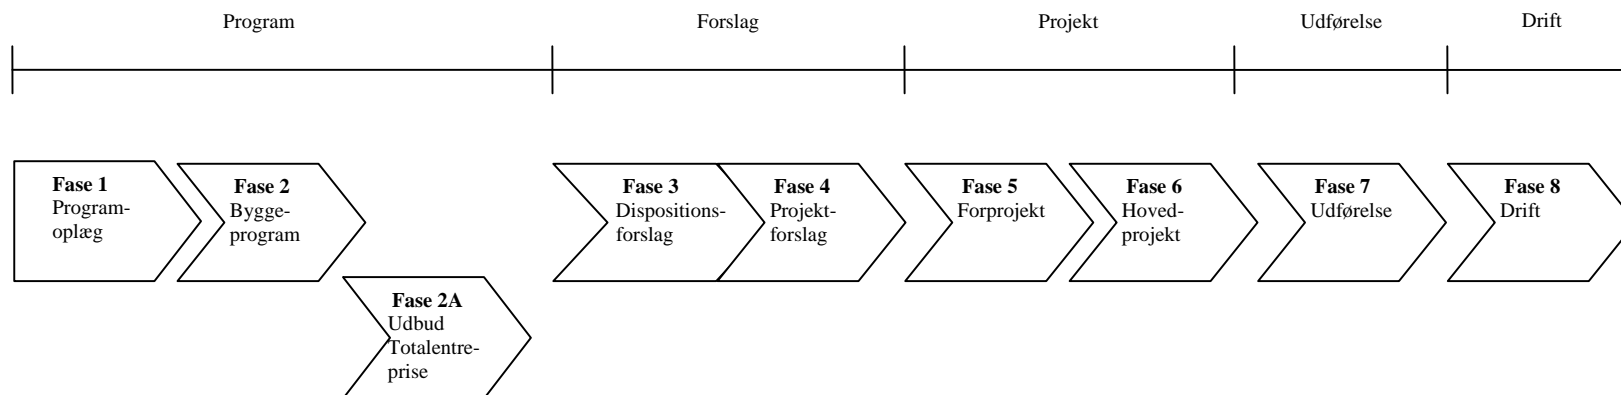 Program
Forslag
Projekt
Udførelse
Drift
Fase 1
Program-
oplæg
Fase 2
Bygge-
program
Fase 2A
Udbud
Totalentre-
prise
Fase 3
Dispositions-
forslag
Fase 4
Projekt-
forslag
Fase 5
Forprojekt
Fase 6
Hoved-
projekt
Fase 7
Udførelse
Fase 8
Drift